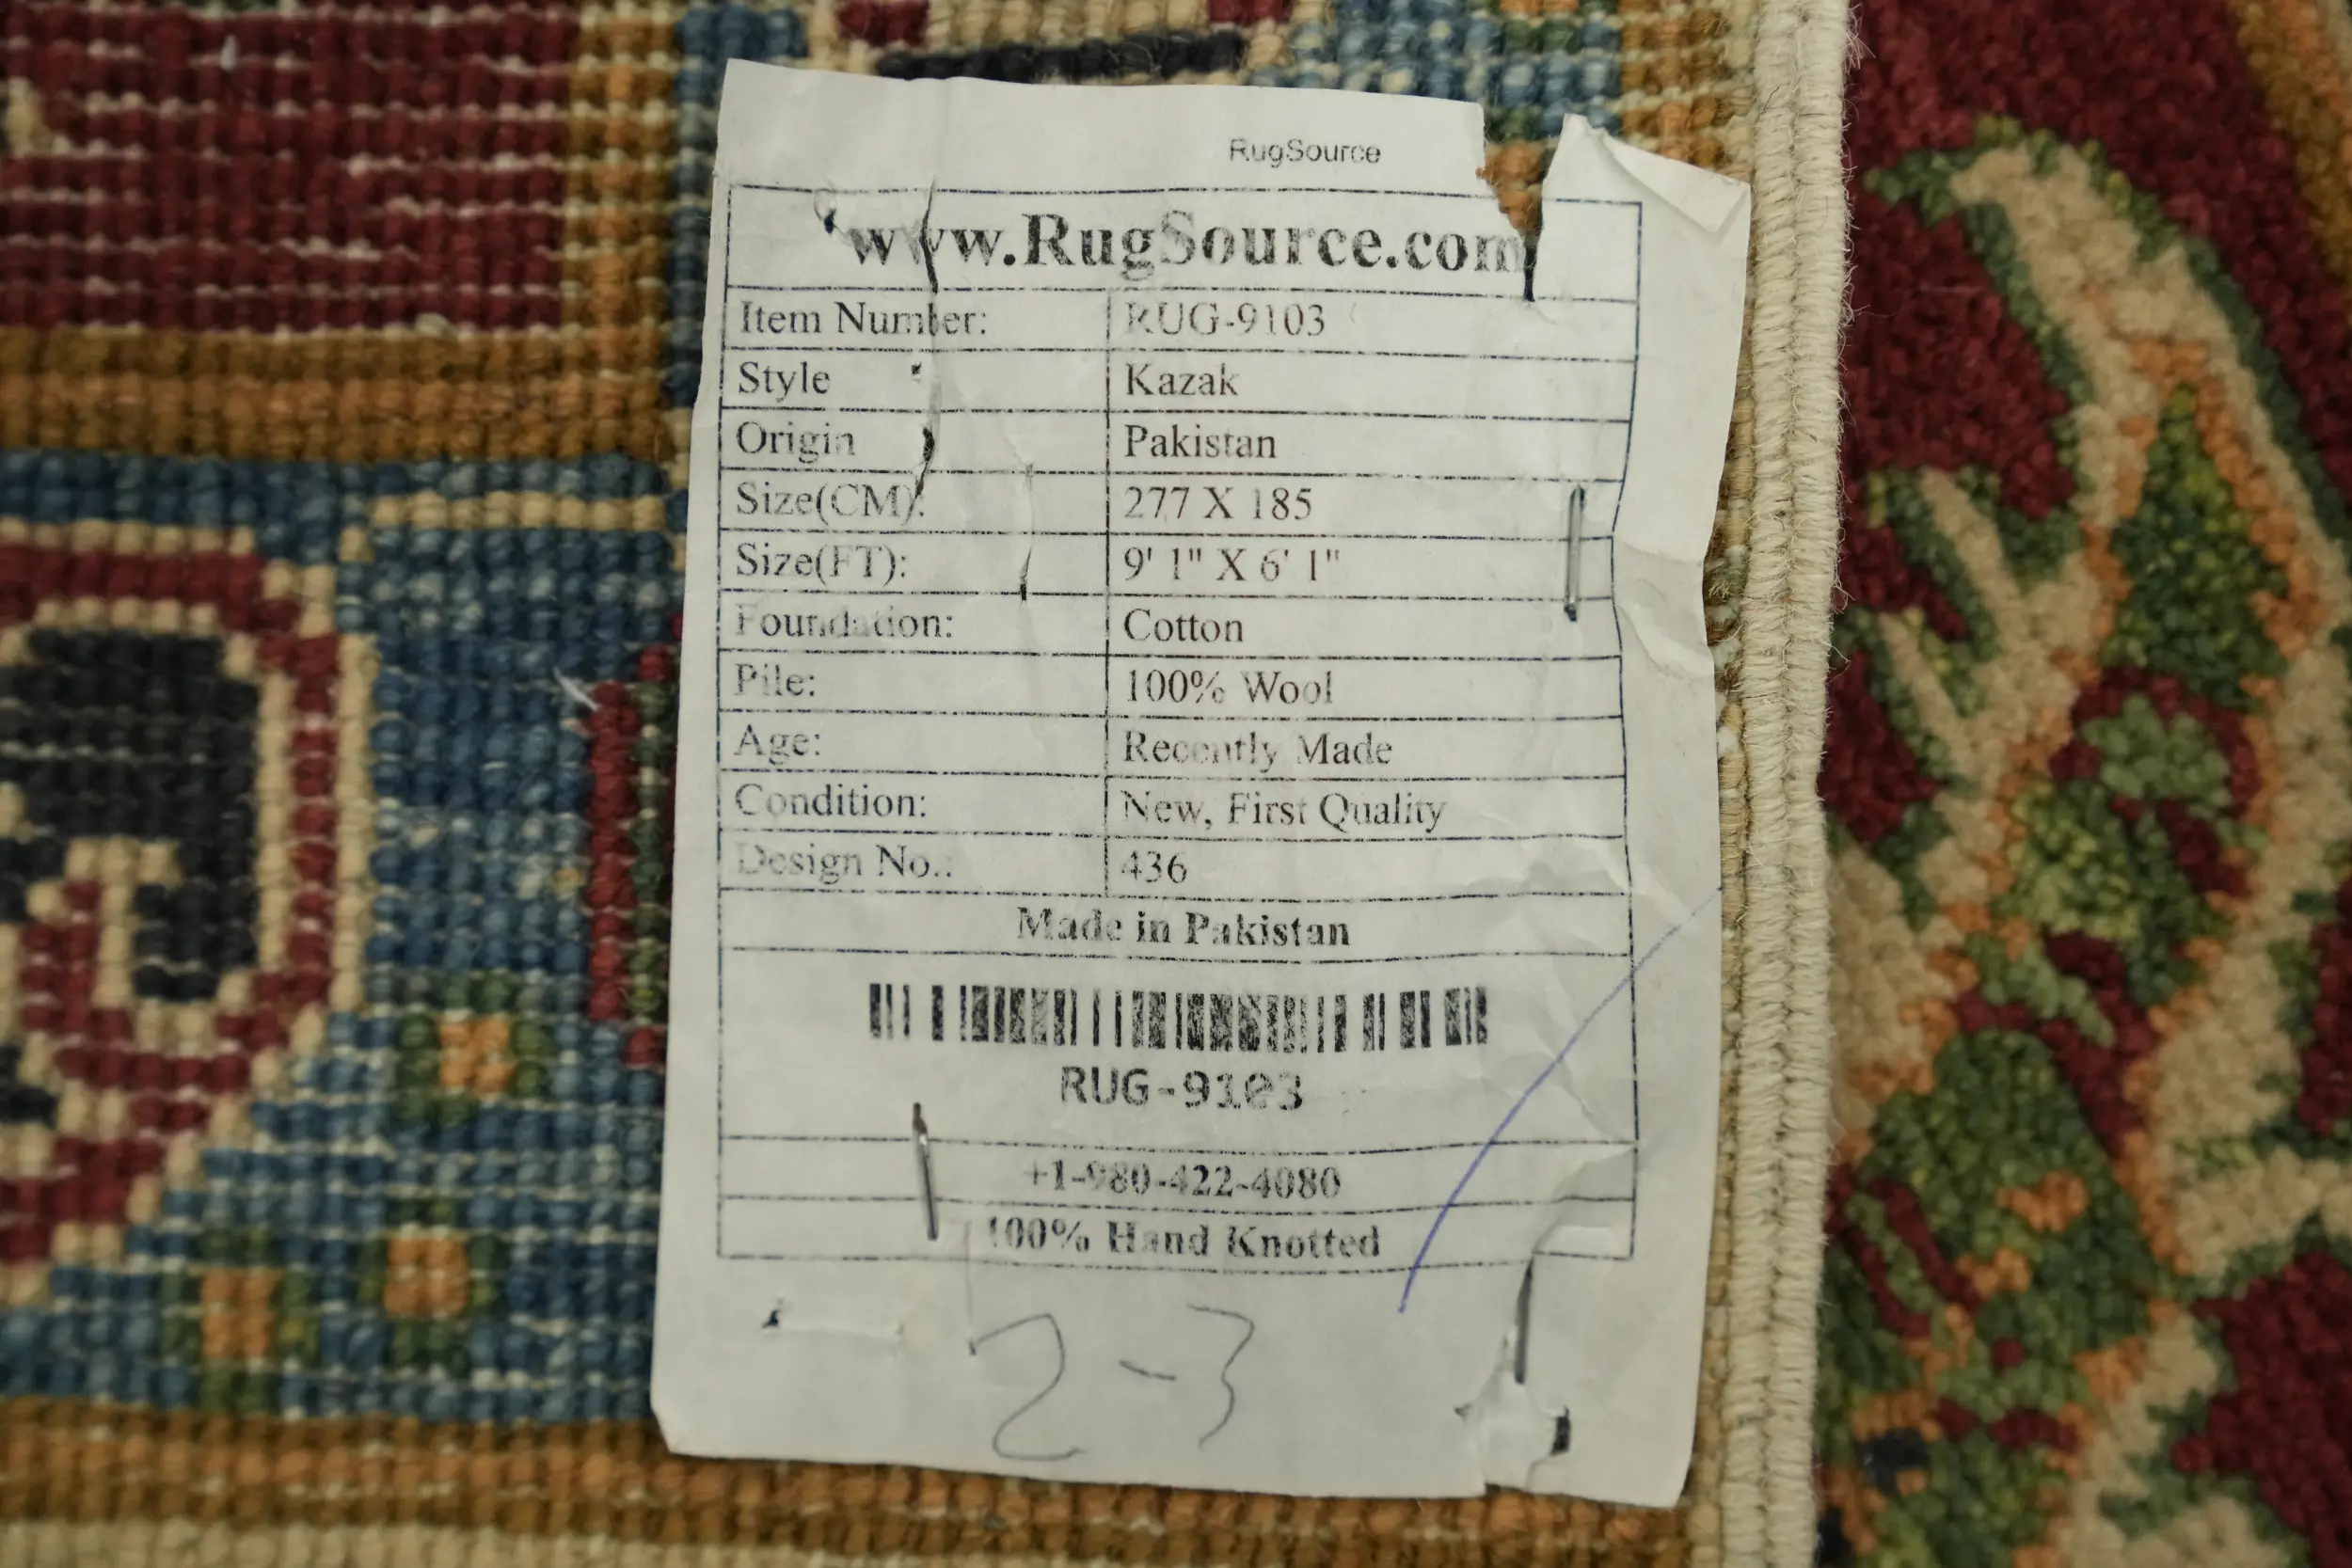 RugSource
www.RugSource.com
Item Number: RUG-9103
Style Kazak
Origin Pakistan
Size(CM): 277 X 185
Size(FT): 9' 1" X 6' 1"
Foundation: Cotton
Pile: 100% Wool
Age: Recently Made
Condition: New, First Quality
Design No.: 436
Made in Pakistan
RUG-9103
+1-980-422-4080
100% Hand Knotted
2-3